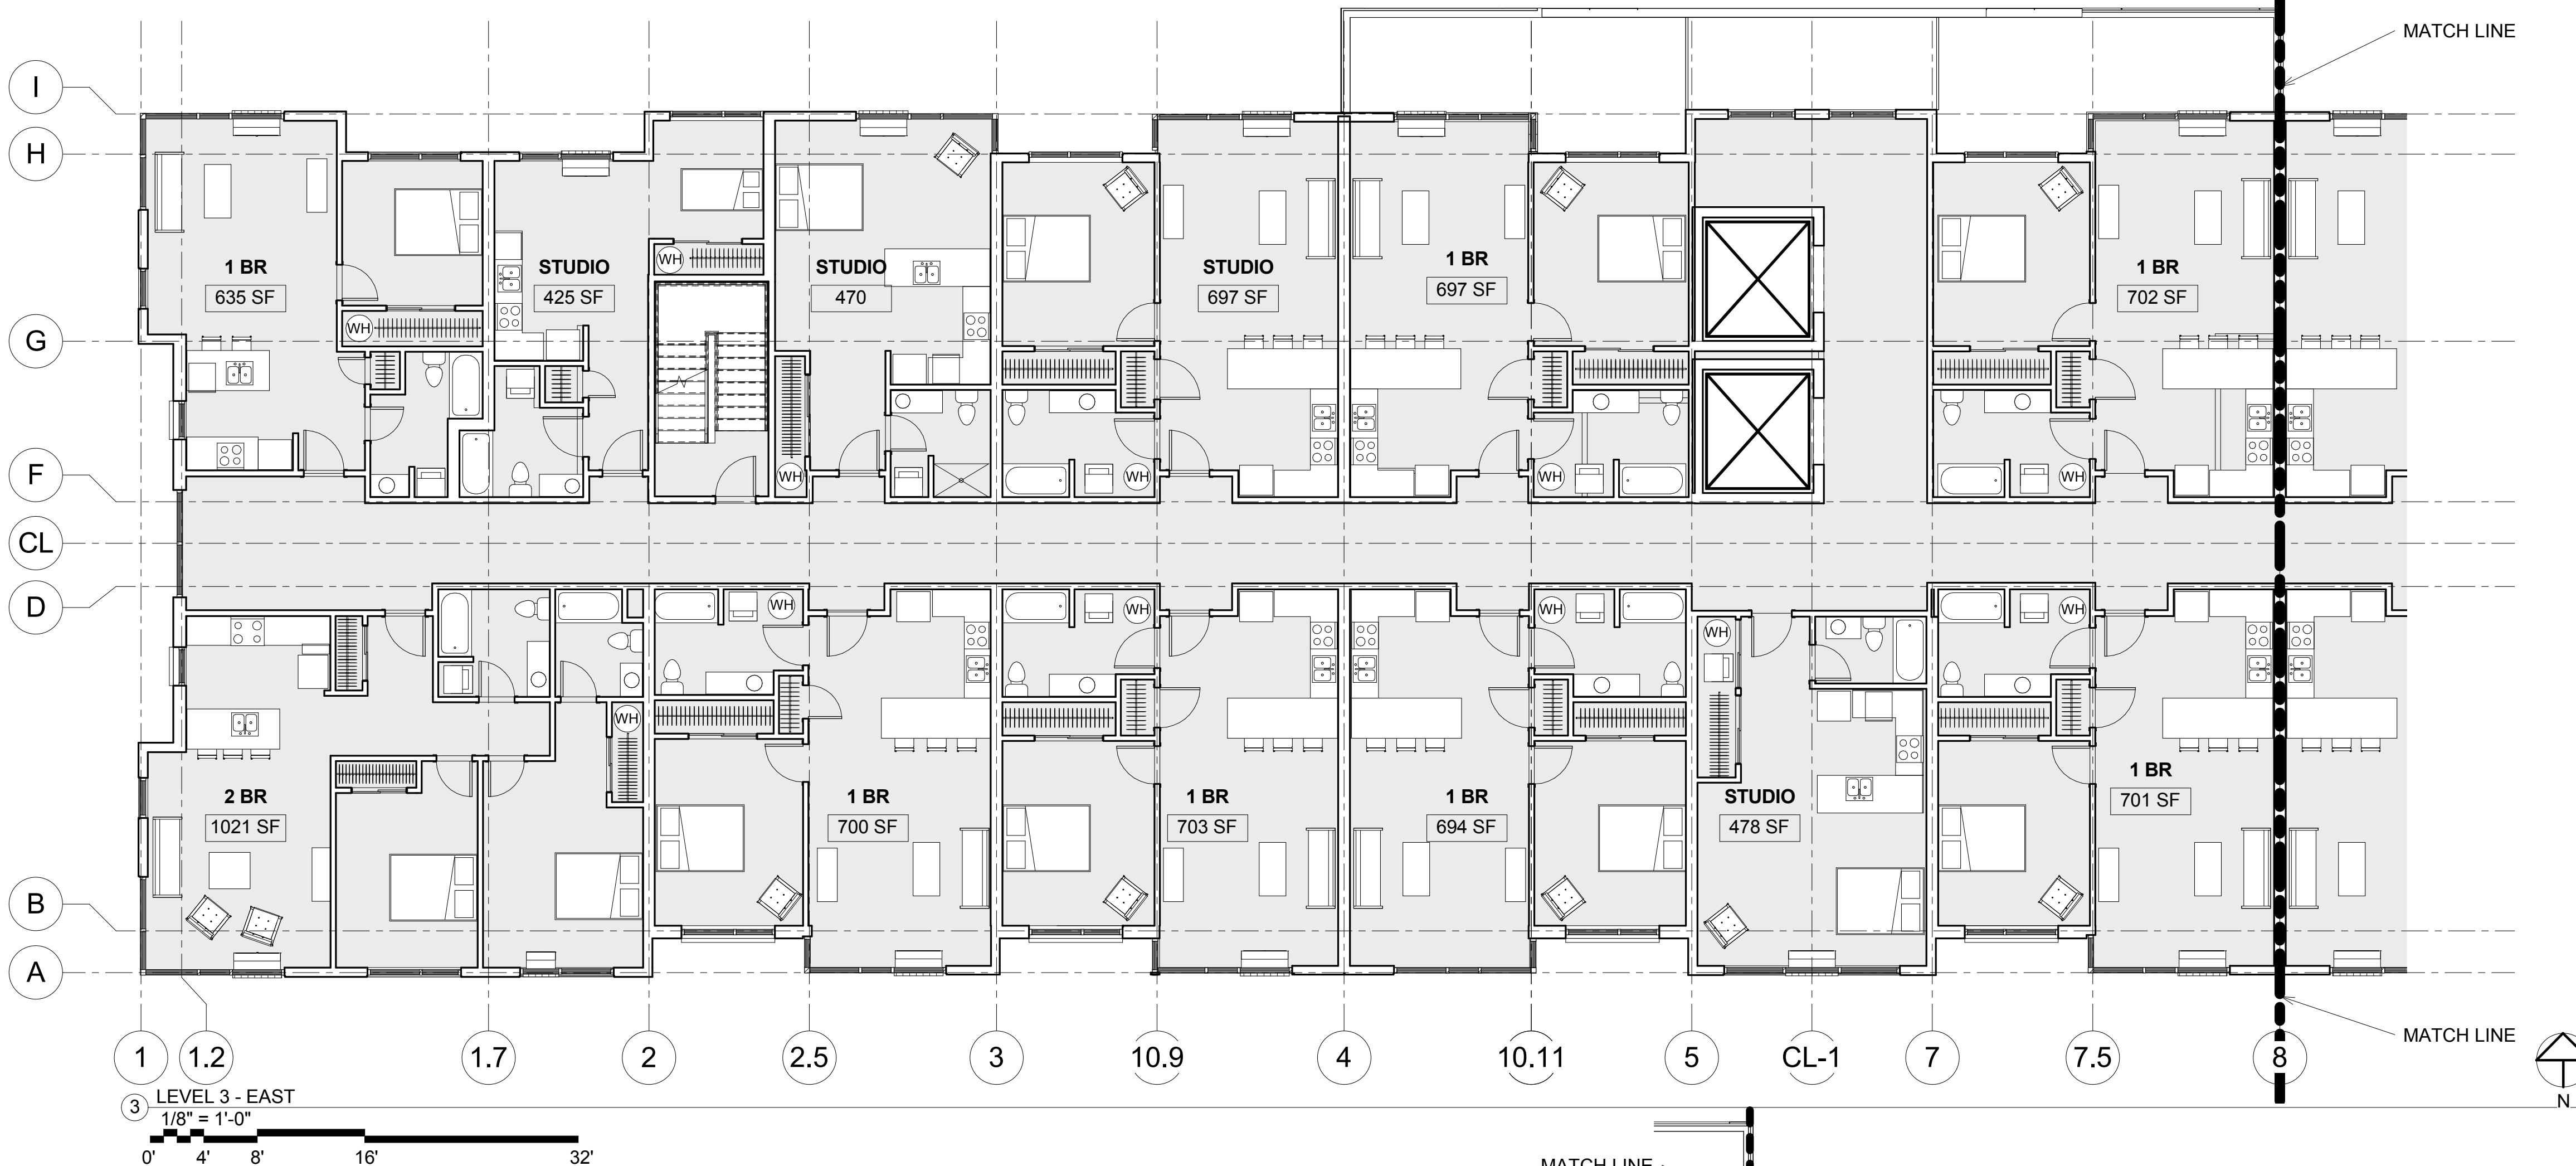 MATCH LINE
I
H
1 BR
635 SF
WH
STUDIO
425 SF
WH
STUDIO
470
WH
STUDIO
697 SF
WH
1 BR
697 SF
WH
1 BR
702 SF
WH
G
F
CL
D
2 BR
1021 SF
WH
WH
1 BR
700 SF
WH
1 BR
703 SF
WH
1 BR
694 SF
WH
STUDIO
478 SF
WH
1 BR
701 SF
B
A
MATCH LINE
1
1.2
1.7
2
2.5
3
10.9
4
10.11
5
CL-1
7
7.5
8
N
3
LEVEL 3 - EAST
1/8" = 1'-0"
0' 4' 8' 16' 32'
MATCH LINE